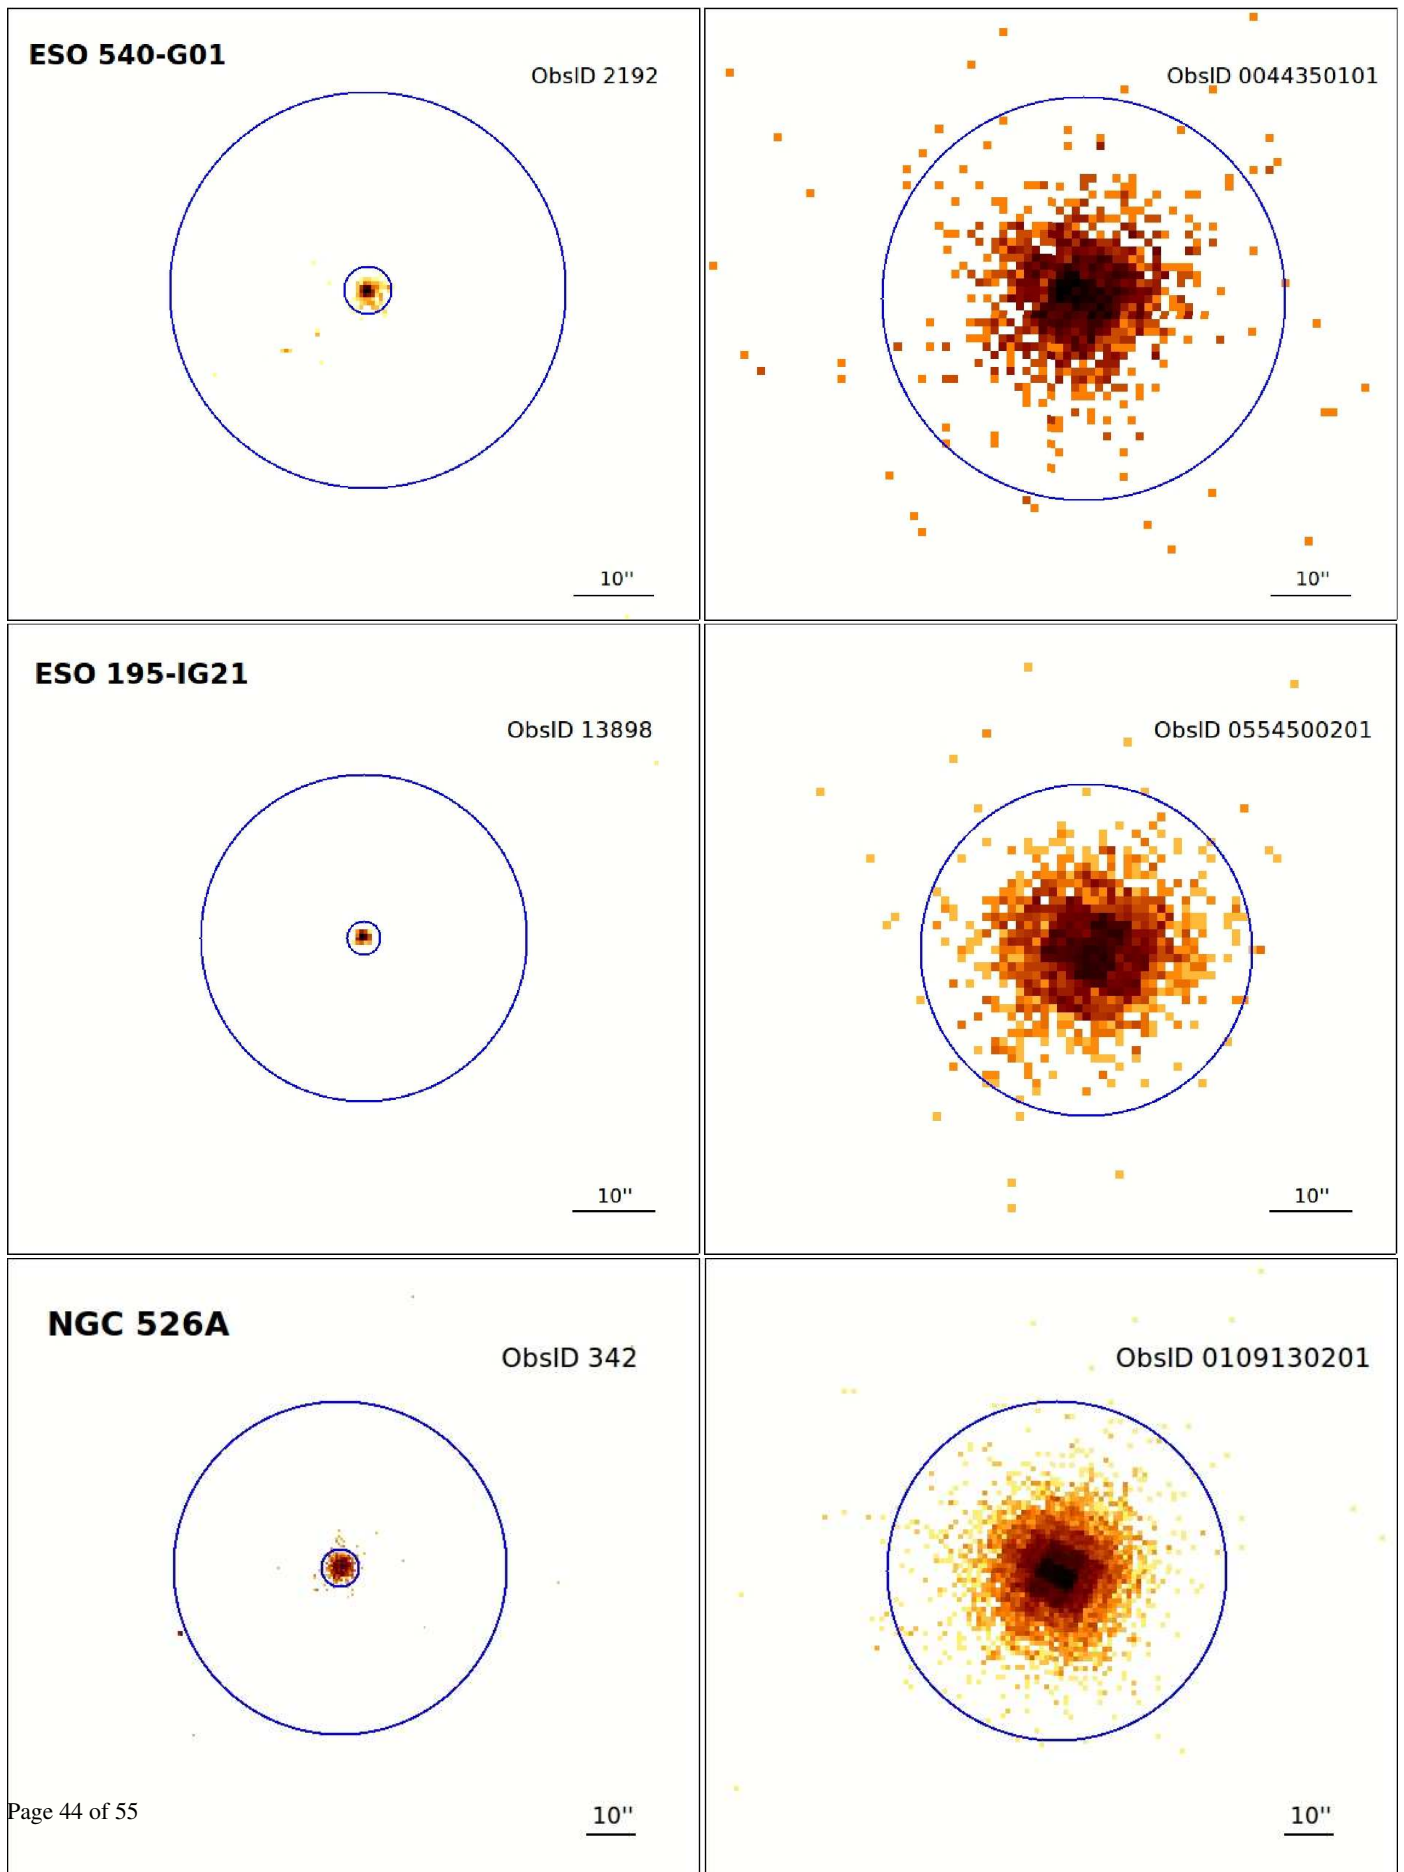 ESO 540-G01
ObsID 2192
ObsID 0044350101
10''
10''
ESO 195-IG21
ObsID 13898
ObsID 0554500201
10''
10''
NGC 526A
ObsID 342
ObsID 0109130201
Page 44 of 55
10''
10''